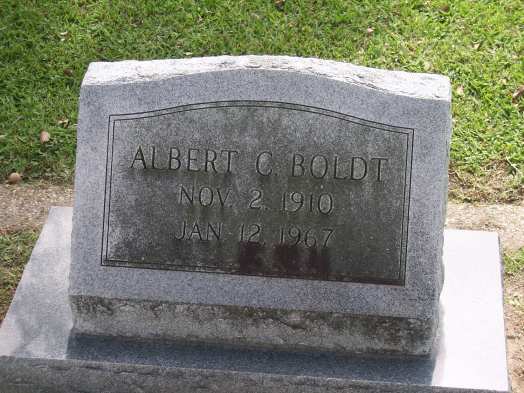 ALBERT C. BOLDT
NOV. 2, 1910
JAN. 12, 1967